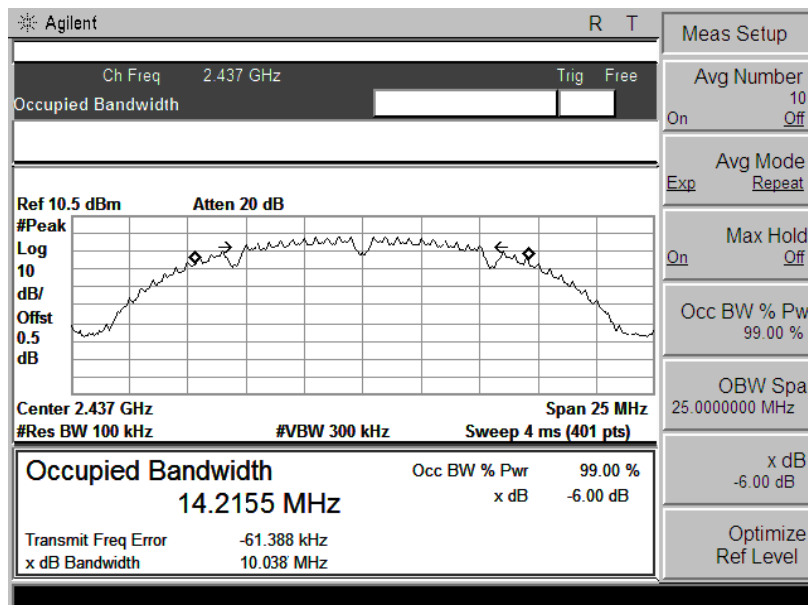 Agilent R T
Meas Setup
Ch Freq 2.437 GHz Trig Free
Occupied Bandwidth
Avg Number
10
On Off
Avg Mode
Exp Repeat
Max Hold
On Off
Occ BW % Pw
99.00 %
OBW Spa
25.0000000 MHz
x dB
-6.00 dB
Optimize
Ref Level
Ref 10.5 dBm Atten 20 dB
#Peak
Log
10
dB/
Offst
0.5
dB
Center 2.437 GHz Span 25 MHz
#Res BW 100 kHz #VBW 300 kHz Sweep 4 ms (401 pts)
Occupied Bandwidth Occ BW % Pwr 99.00 %
14.2155 MHz x dB -6.00 dB
Transmit Freq Error -61.388 kHz
x dB Bandwidth 10.038 MHz